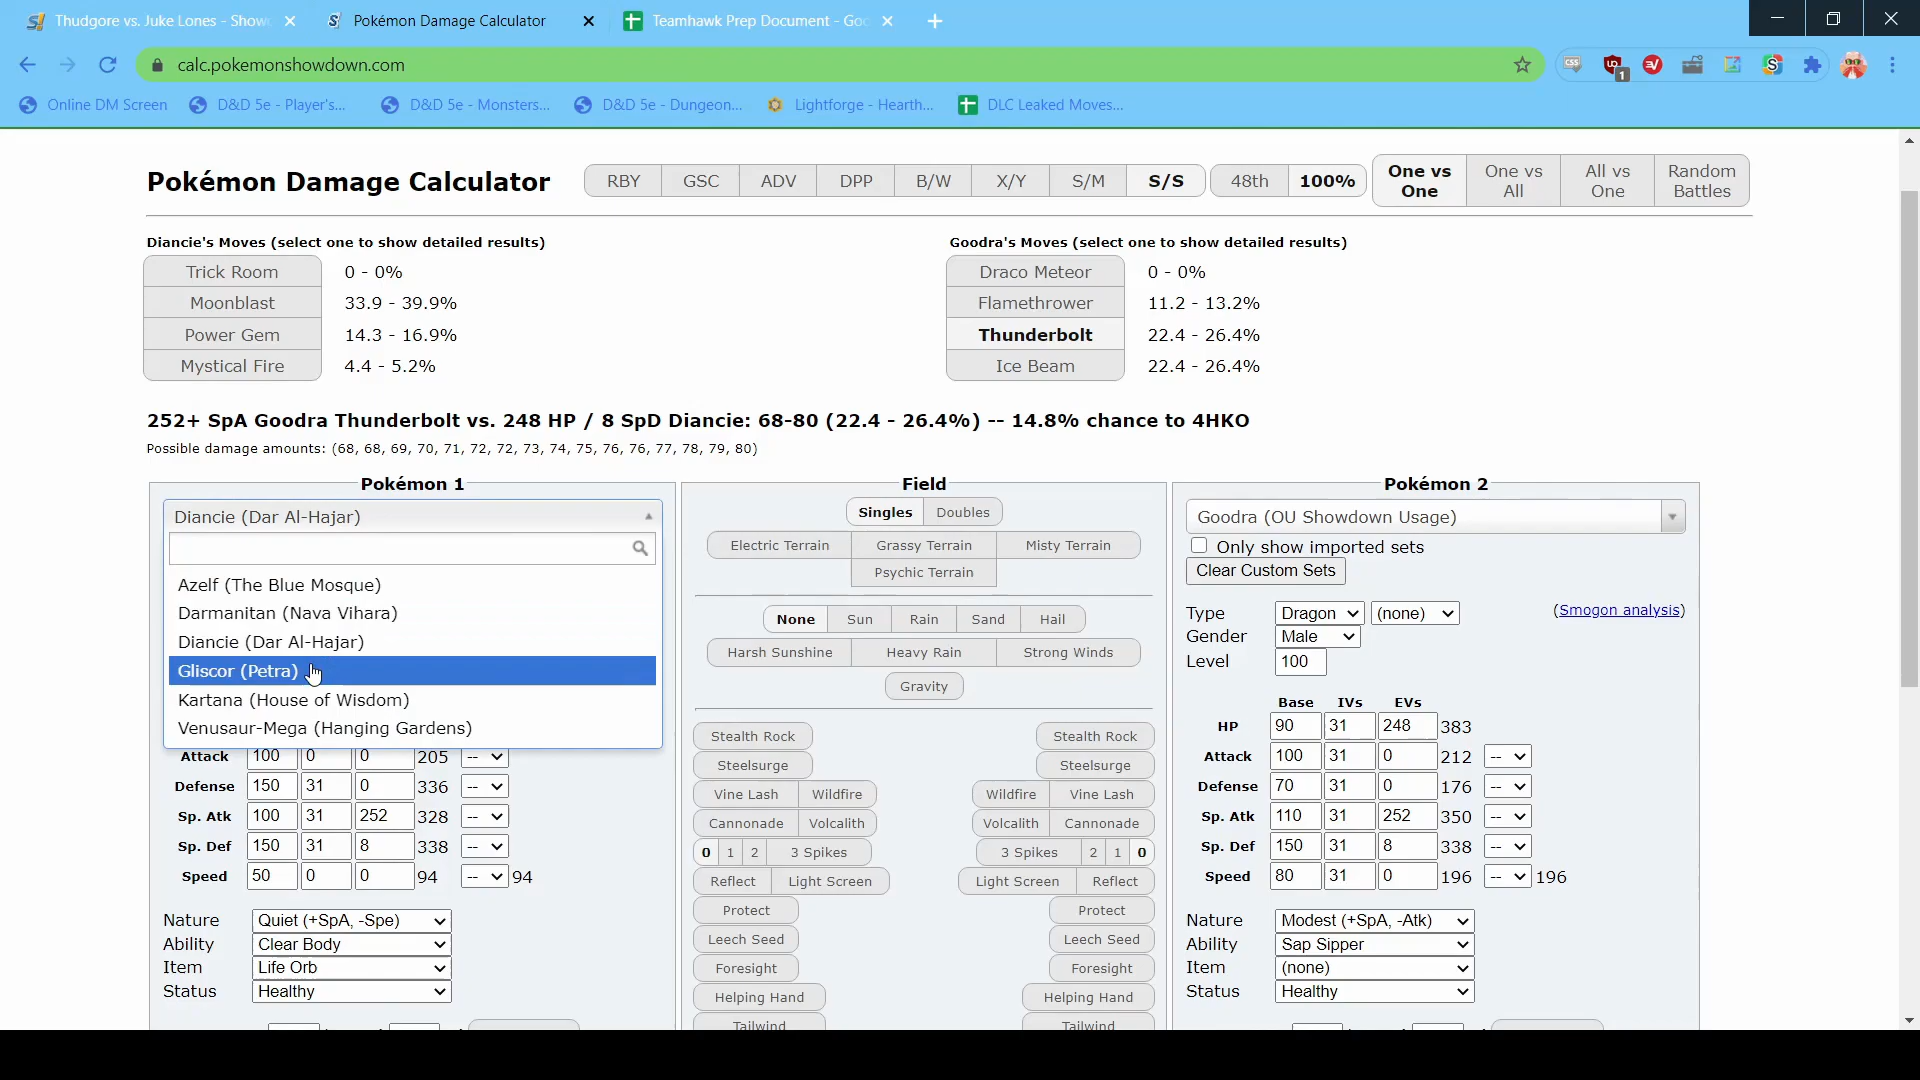 Thudgore vs. Juke Lones - Show
Pokémon Damage Calculator
Teamhawk Prep Document - Goo
calc.pokemonshowdown.com
1
Online DM Screen
D&D 5e - Player's...
D&D 5e - Monsters...
D&D 5e - Dungeon...
Lightforge - Hearth...
DLC Leaked Moves...
Pokémon Damage Calculator
RBY GSC ADV DPP B/W X/Y S/M S/S
48th 100%
One vs One
One vs All
All vs One
Random Battles
Diancie's Moves (select one to show detailed results)
Trick Room 0 - 0%
Moonblast 33.9 - 39.9%
Power Gem 14.3 - 16.9%
Mystical Fire 4.4 - 5.2%
Goodra's Moves (select one to show detailed results)
Draco Meteor 0 - 0%
Flamethrower 11.2 - 13.2%
Thunderbolt 22.4 - 26.4%
Ice Beam 22.4 - 26.4%
252+ SpA Goodra Thunderbolt vs. 248 HP / 8 SpD Diancie: 68-80 (22.4 - 26.4%) -- 14.8% chance to 4HKO
Possible damage amounts: (68, 68, 69, 70, 71, 72, 72, 73, 74, 75, 76, 76, 77, 78, 79, 80)
Pokémon 1
Diancie (Dar Al-Hajar)
Azelf (The Blue Mosque)
Darmanitan (Nava Vihara)
Diancie (Dar Al-Hajar)
Gliscor (Petra)
Kartana (House of Wisdom)
Venusaur-Mega (Hanging Gardens)
Attack 100 0 0 205 --
Defense 150 31 0 336 --
Sp. Atk 100 31 252 328 --
Sp. Def 150 31 8 338 --
Speed 50 0 0 94 -- 94
Nature Quiet (+SpA, -Spe)
Ability Clear Body
Item Life Orb
Status Healthy
Field
Singles Doubles
Electric Terrain Grassy Terrain Misty Terrain
Psychic Terrain
None Sun Rain Sand Hail
Harsh Sunshine Heavy Rain Strong Winds
Gravity
Stealth Rock Stealth Rock
Steelsurge Steelsurge
Vine Lash Wildfire Wildfire Vine Lash
Cannonade Volcalith Volcalith Cannonade
0 1 2 3 Spikes 3 Spikes 2 1 0
Reflect Light Screen Light Screen Reflect
Protect Protect
Leech Seed Leech Seed
Foresight Foresight
Helping Hand Helping Hand
Tailwind Tailwind
Pokémon 2
Goodra (OU Showdown Usage)
Only show imported sets
Clear Custom Sets
Type Dragon (none) (Smogon analysis)
Gender Male
Level 100
Base IVs EVs
HP 90 31 248 383
Attack 100 31 0 212 --
Defense 70 31 0 176 --
Sp. Atk 110 31 252 350 --
Sp. Def 150 31 8 338 --
Speed 80 31 0 196 -- 196
Nature Modest (+SpA, -Atk)
Ability Sap Sipper
Item (none)
Status Healthy